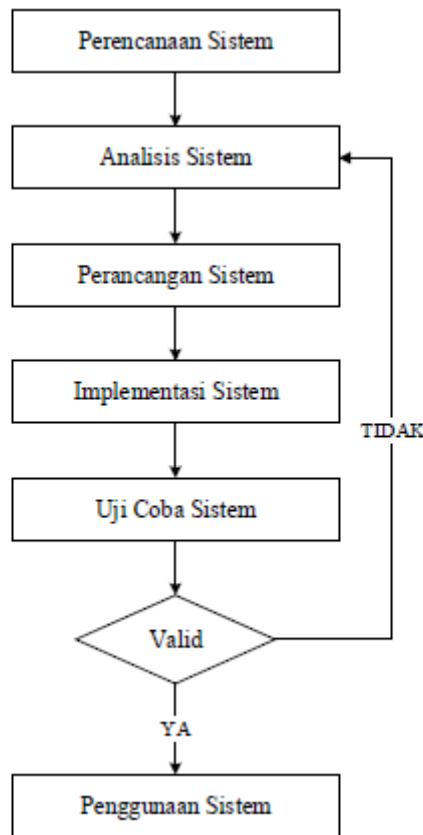 Perencanaan Sistem
Analisis Sistem
Perancangan Sistem
Implementasi Sistem
TIDAK
Uji Coba Sistem
Valid
YA
Penggunaan Sistem